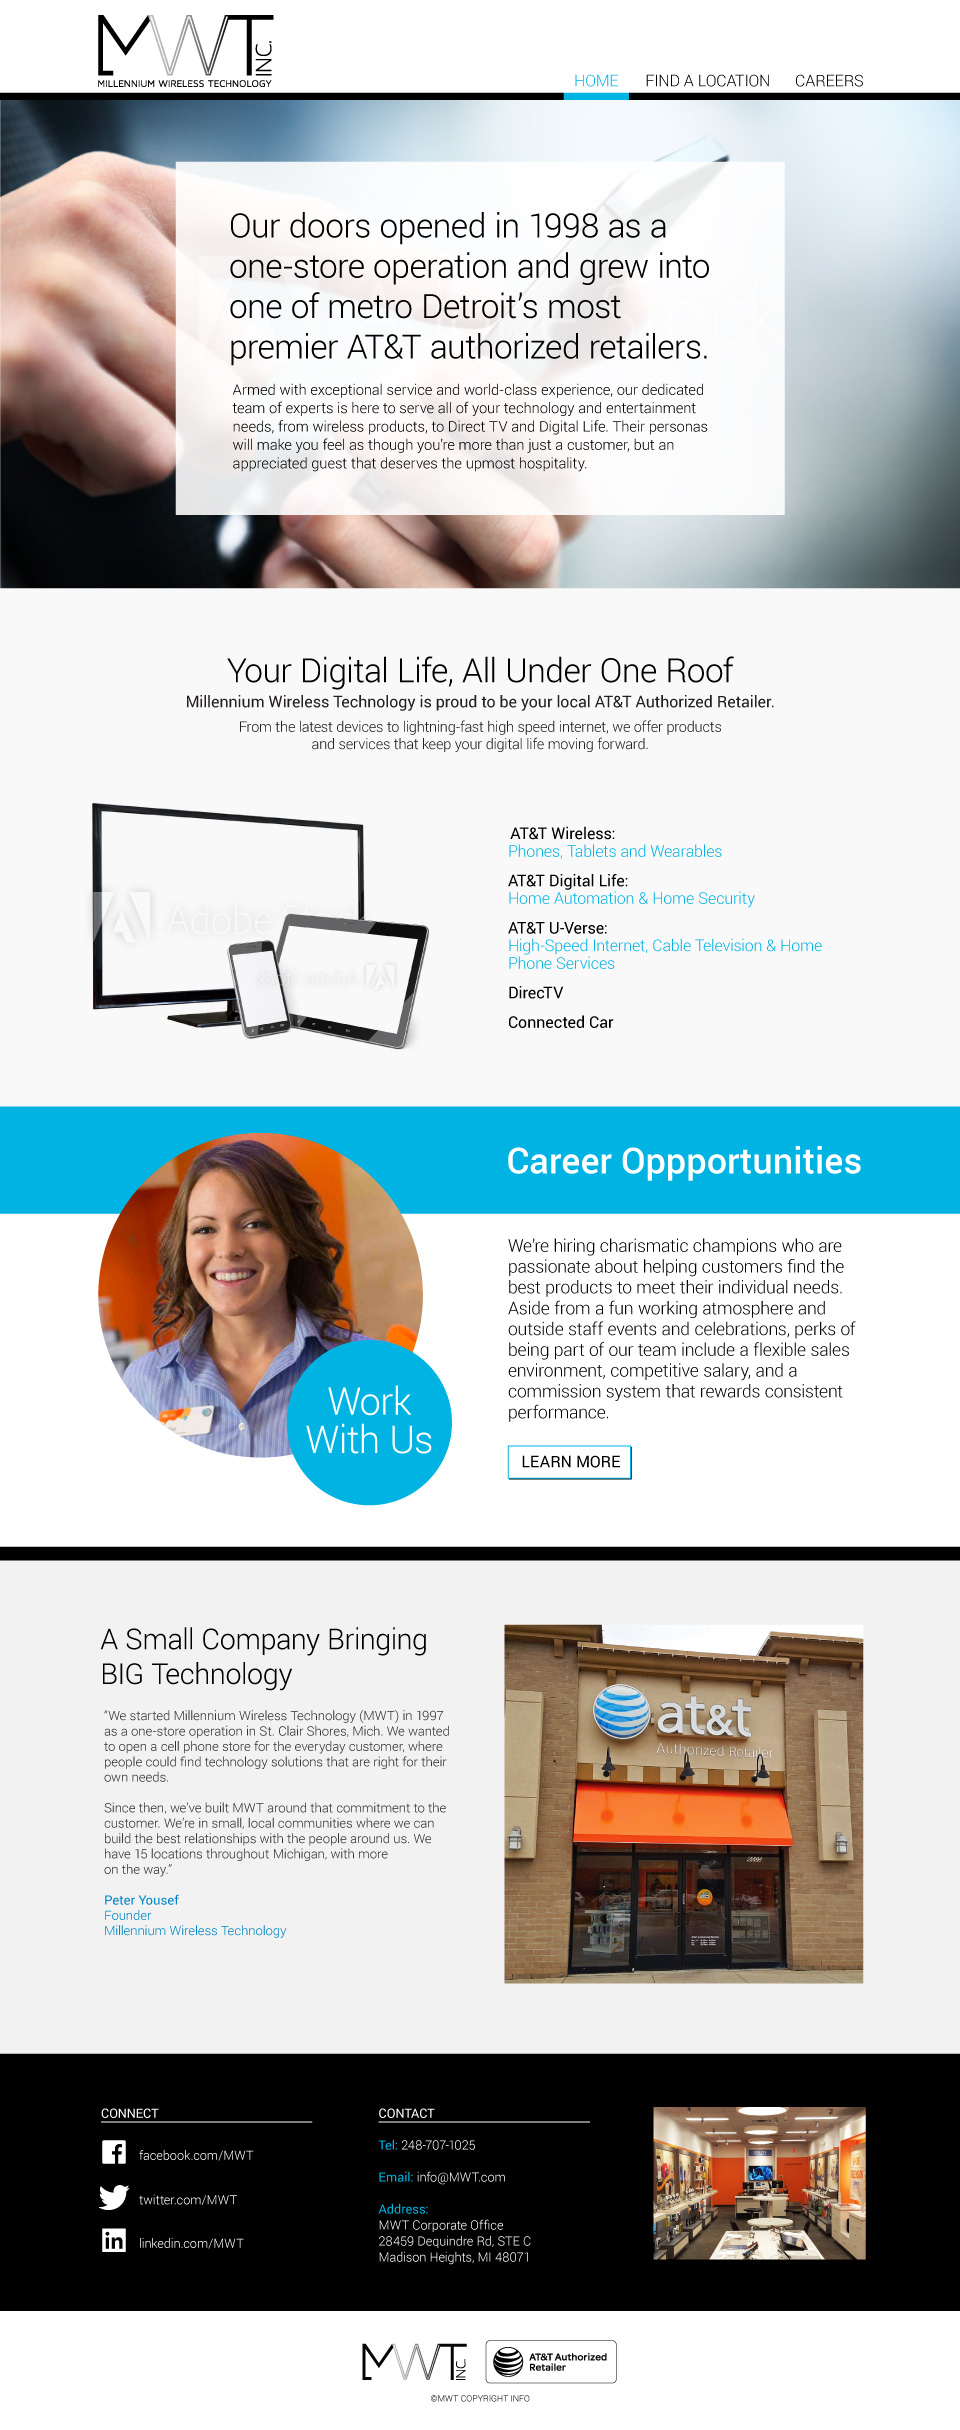 MWT INC.
MILLENNIUM WIRELESS TECHNOLOGY
HOME FIND A LOCATION CAREERS
Our doors opened in 1998 as a
one-store operation and grew into
one of metro Detroit's most
premier AT&T authorized retailers.
Armed with exceptional service and world-class experience, our dedicated
team of experts is here to serve all of your technology and entertainment
needs, from wireless products, to Direct TV and Digital Life. Their personas
will make you feel as though you're more than just a customer, but an
appreciated guest that deserves the upmost hospitality.
Your Digital Life, All Under One Roof
Millennium Wireless Technology is proud to be your local AT&T Authorized Retailer.
From the latest devices to lightning-fast high speed internet, we offer products
and services that keep your digital life moving forward.
Adobe
AT&T Wireless:
Phones, Tablets and Wearables
AT&T Digital Life:
Home Automation & Home Security
AT&T U-Verse:
High-Speed Internet, Cable Television & Home
Phone Services
DirecTV
Connected Car
Career Oppportunities
We're hiring charismatic champions who are
passionate about helping customers find the
best products to meet their individual needs.
Aside from a fun working atmosphere and
outside staff events and celebrations, perks of
being part of our team include a flexible sales
environment, competitive salary, and a
commission system that rewards consistent
performance.
Work
With Us
LEARN MORE
A Small Company Bringing
BIG Technology
“We started Millennium Wireless Technology (MWT) in 1997
as a one-store operation in St. Clair Shores, Mich. We wanted
to open a cell phone store for the everyday customer, where
people could find technology solutions that are right for their
own needs.
Since then, we've built MWT around that commitment to the
customer. We're in small, local communities where we can
build the best relationships with the people around us. We
have 15 locations throughout Michigan, with more
on the way.”
Peter Yousef
Founder
Millennium Wireless Technology
at&t
Authorized Retailer
CONNECT
facebook.com/MWT
twitter.com/MWT
linkedin.com/MWT
CONTACT
Tel: 248-707-1025
Email: info@MWT.com
Address:
MWT Corporate Office
28459 Dequindre Rd, STE C
Madison Heights, MI 48071
MWT INC.
AT&T Authorized
Retailer
©MWT COPYRIGHT INFO